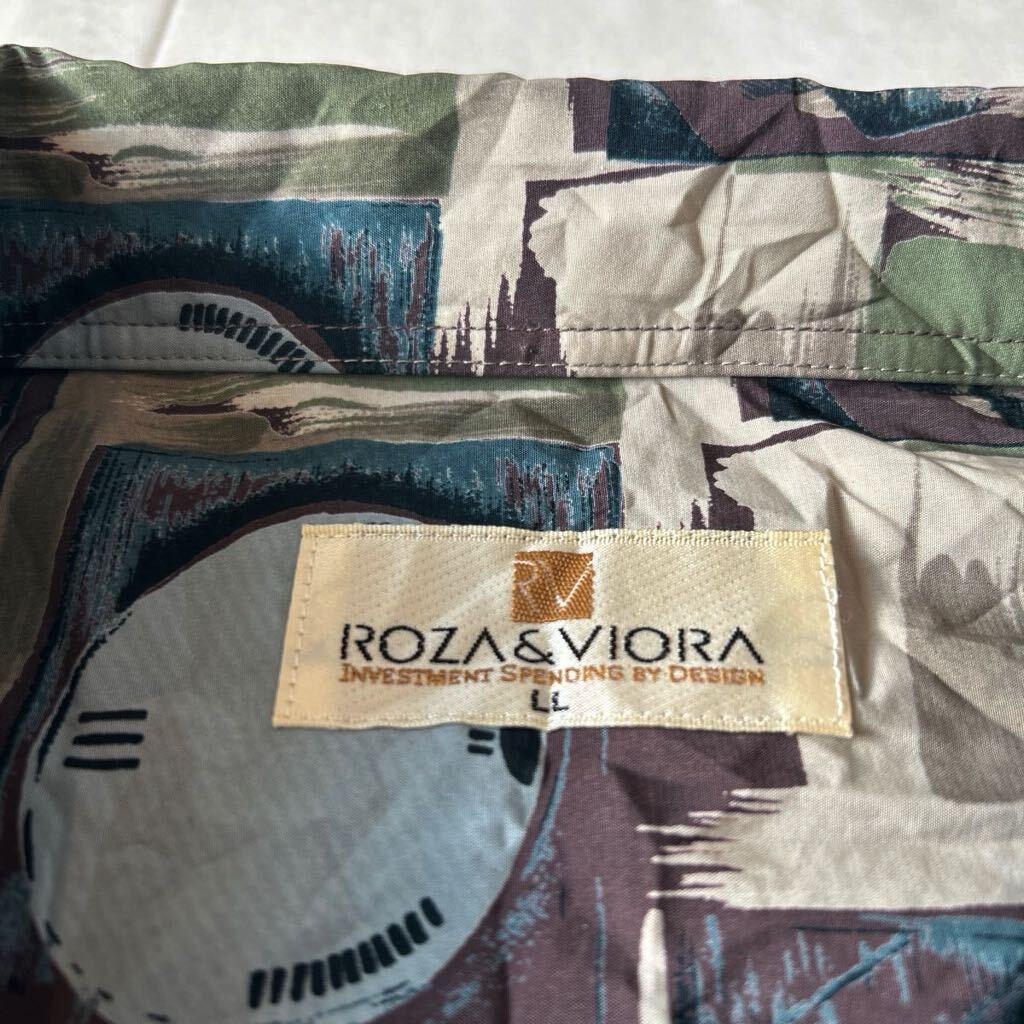 RV
ROZA&VIORA
INVESTMENT SPENDING BY DESIGN
LL